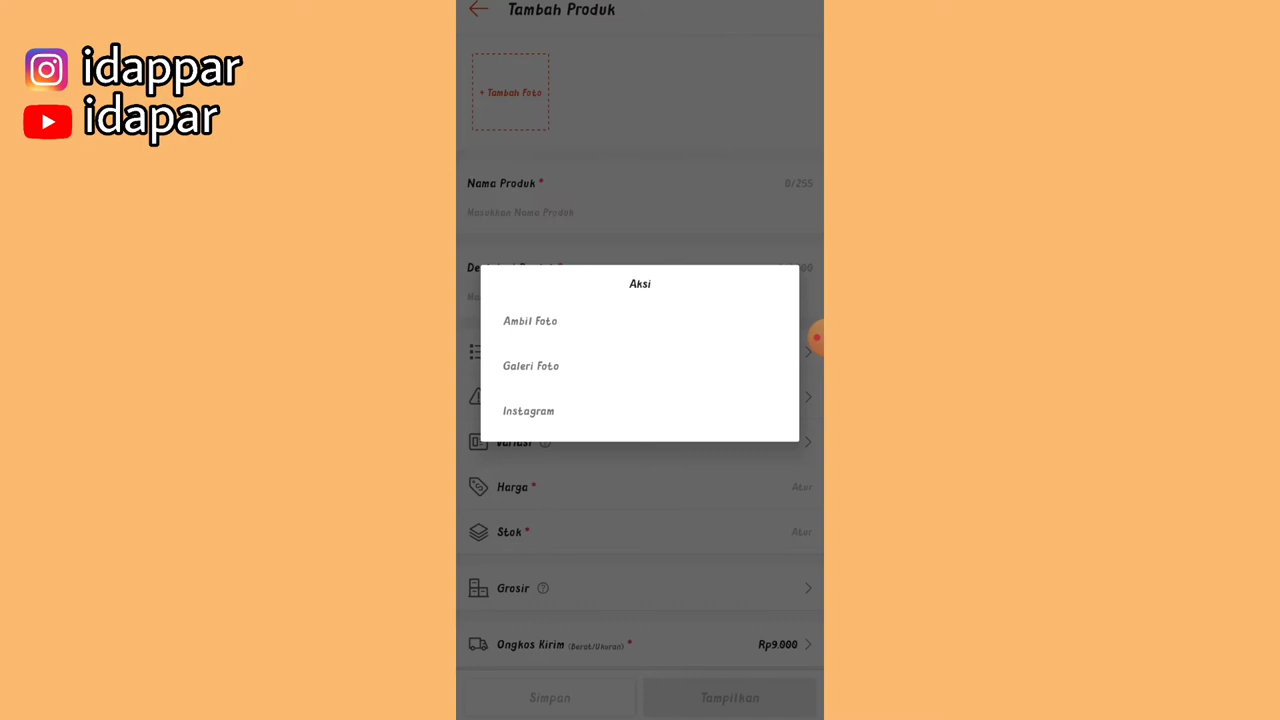 idappar
idapar
Tambah Produk
+ Tambah Foto
Nama Produk *
0/255
Masukkan Nama Produk
Aksi
Ambil Foto
Galeri Foto
Instagram
Variasi
Harga *
Atur
Stok *
Atur
Grosir
Ongkos Kirim (Berat/Ukuran) *
Rp9.000
Simpan
Tampilkan